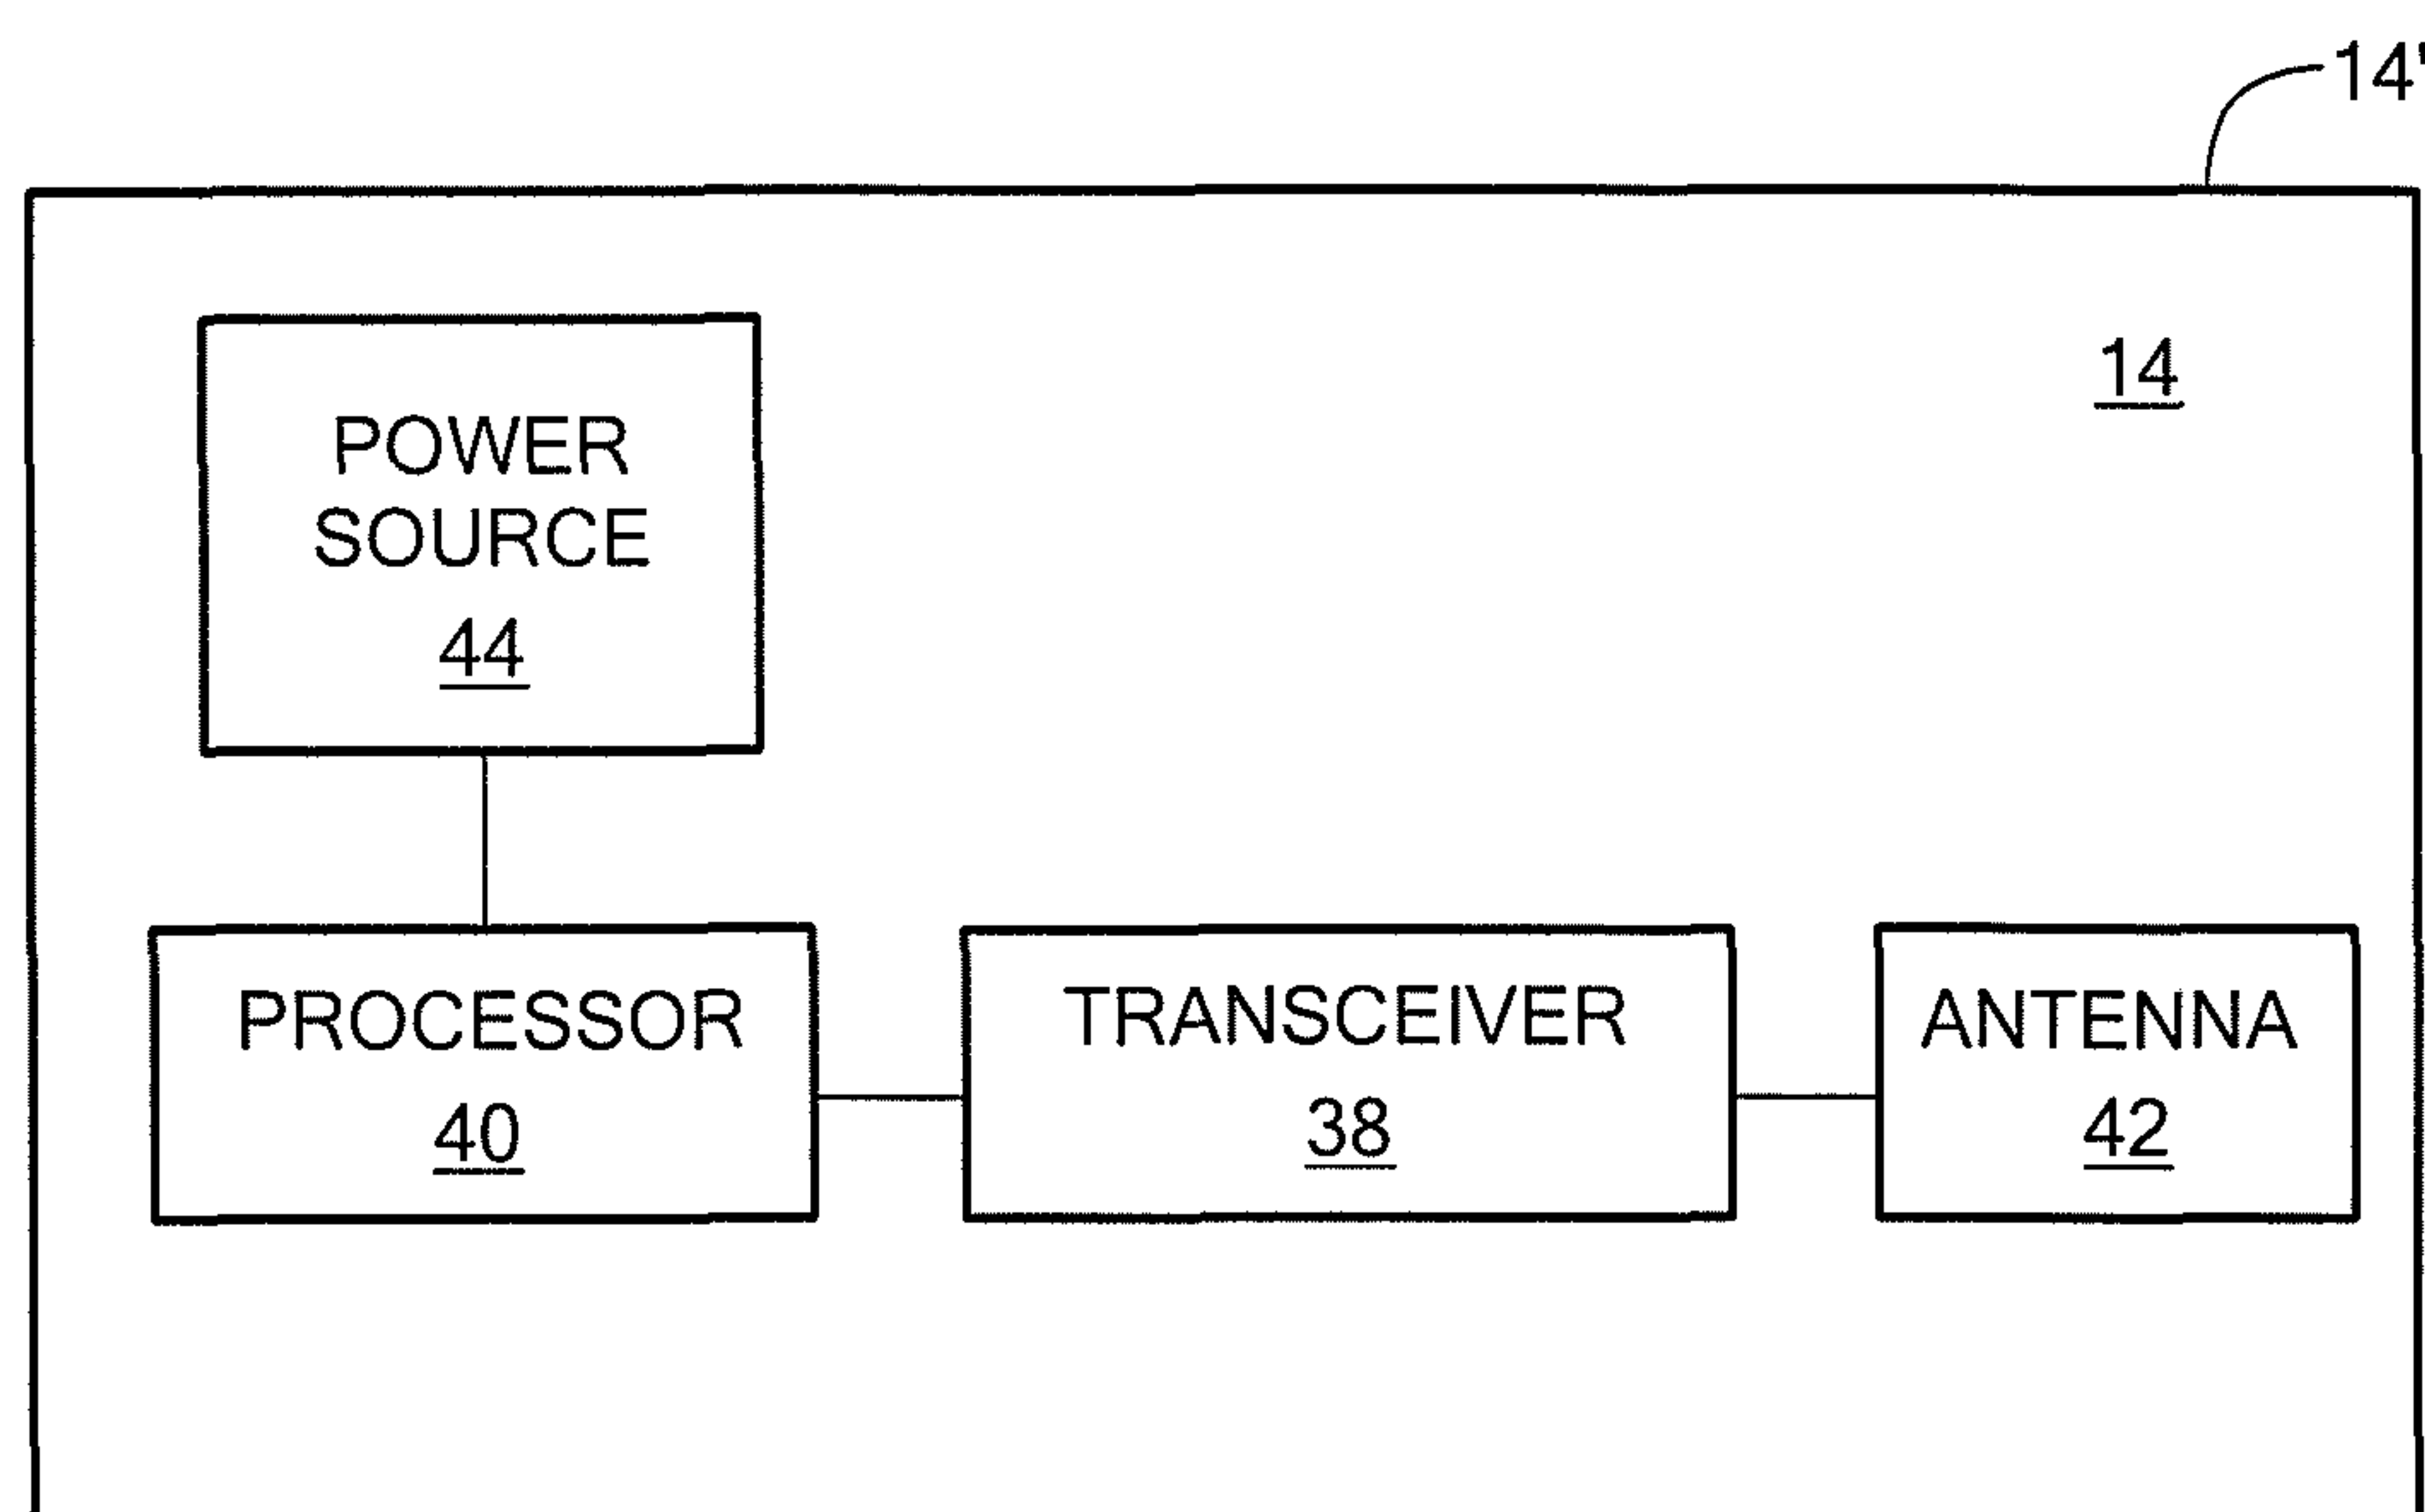 14'
14
POWER
SOURCE
44
PROCESSOR
40
TRANSCEIVER
38
ANTENNA
42